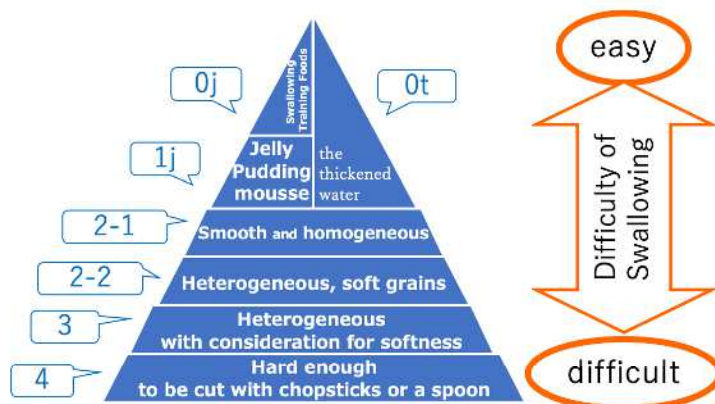 0j
Swallowing
Training Foods
0t
easy
1j
Jelly
Pudding
mousse
the
thickened
water
2-1
Smooth and homogeneous
2-2
Heterogeneous, soft grains
3
Heterogeneous
with consideration for softness
4
Hard enough
to be cut with chopsticks or a spoon
Difficulty of
Swallowing
difficult